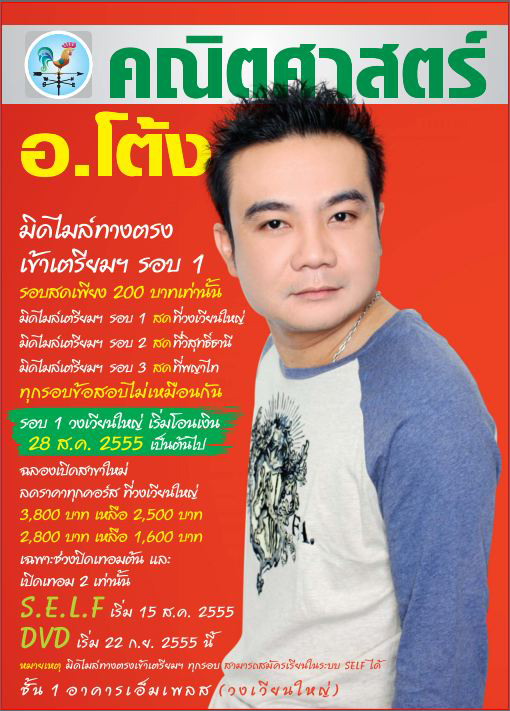 คณิตศาสตร์
อ.โต้ง
มิดไมล์ทางตรง
เข้าเตรียมฯ รอบ 1
รอบสดเพียง 200 บาทเท่านั้น
มิดไมล์เตรียมฯ รอบ 1 สดที่วงเวียนใหญ่
มิดไมล์เตรียมฯ รอบ 2 สดที่วิสุทธิ์ธานี
มิดไมล์เตรียมฯ รอบ 3 สดที่พญาไท
ทุกรอบข้อสอบไม่เหมือนกัน
รอบ 1 วงเวียนใหญ่ เริ่มโอนเงิน
28 ส.ค. 2555 เป็นต้นไป
ฉลองเปิดสาขาใหม่
ลดราคาทุกคอร์ส ที่วงเวียนใหญ่
3,800 บาท เหลือ 2,500 บาท
2,800 บาท เหลือ 1,600 บาท
เฉพาะช่วงปิดเทอมต้น และ
เปิดเทอม 2 เท่านั้น
S.E.L.F เริ่ม 15 ส.ค. 2555
DVD เริ่ม 22 ก.ย. 2555 นี้
หมายเหตุ มิดไมล์ทางตรงเข้าเตรียมฯ ทุกรอบ สามารถสมัครเรียนในระบบ SELF ได้
ชั้น 1 อาคารเอ็มเพลส (วงเวียนใหญ่)